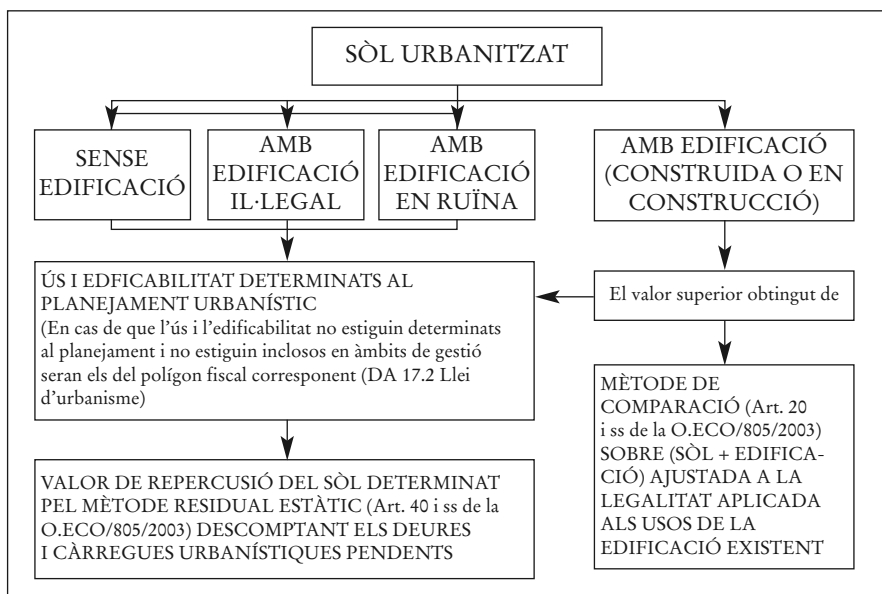 SÒL URBANITZAT
SENSE
EDIFICACIÓ
AMB
EDIFICACIÓ
IL·LEGAL
AMB
EDIFICACIÓ
EN RUÏNA
AMB EDIFICACIÓ
(CONSTRUIDA O EN
CONSTRUCCIÓ)
ÚS I EDFICABILITAT DETERMINATS AL
PLANEJAMENT URBANÍSTIC
(En cas de que l’ús i l’edificabilitat no estiguin determinats
al planejament i no estiguin inclosos en àmbits de gestió
seran els del polígon fiscal corresponent (DA 17.2 Llei
d’urbanisme)
El valor superior obtingut de
VALOR DE REPERCUSIÓ DEL SÒL DETERMINAT
PEL MÈTODE RESIDUAL ESTÀTIC (Art. 40 i ss de la
O.ECO/805/2003) DESCOMPTANT ELS DEURES
I CÀRREGUES URBANÍSTIQUES PENDENTS
MÈTODE DE
COMPARACIÓ (Art. 20
i ss de la O.ECO/805/2003)
SOBRE (SÒL + EDIFICA-
CIÓ) AJUSTADA A LA
LEGALITAT APLICADA
ALS USOS DE LA
EDIFICACIÓ EXISTENT